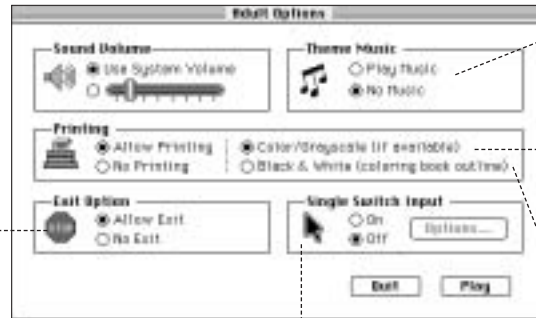 Adult Options
Sound Volume
Use System Volume
Theme Music
Play Music
No Music
Printing
Allow Printing
No Printing
Color/Grayscale (if available)
Black & White (coloring book outline)
Exit Option
Allow Exit
No Exit
Single Switch Input
On
Off
Options...
Quit
Play